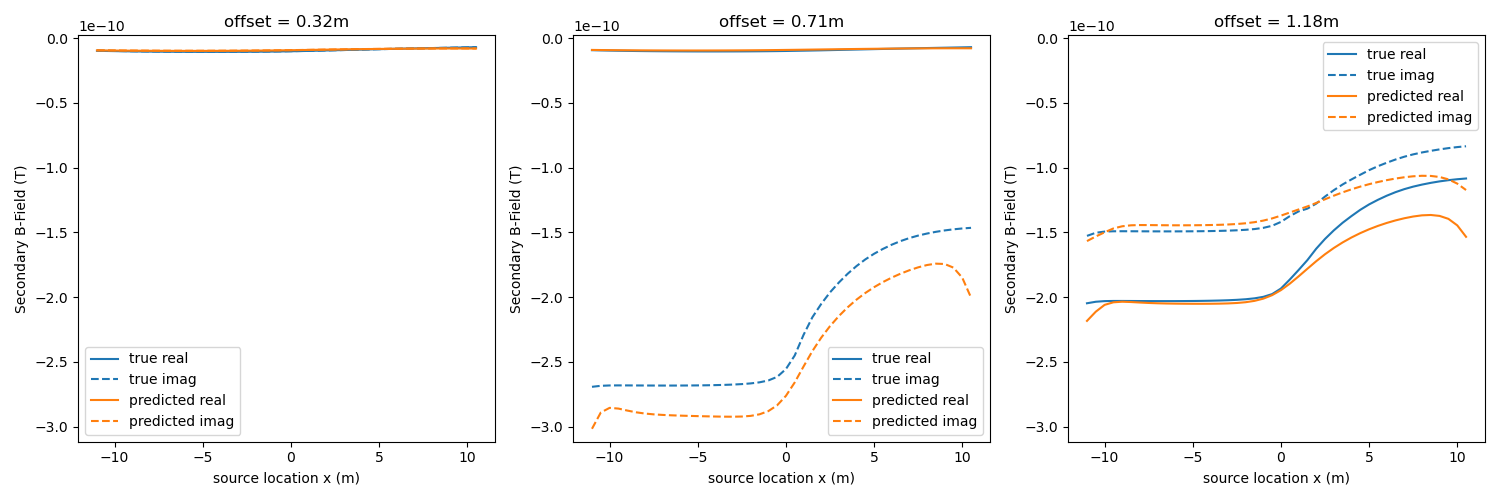 offset = 0.32m
1e−10
0.0
−0.5
−1.0
−1.5
−2.0
−2.5
−3.0
Secondary B-Field (T)
true real
true imag
predicted real
predicted imag
−10
−5
0
5
10
source location x (m)
offset = 0.71m
1e−10
0.0
−0.5
−1.0
−1.5
−2.0
−2.5
−3.0
Secondary B-Field (T)
true real
true imag
predicted real
predicted imag
−10
−5
0
5
10
source location x (m)
offset = 1.18m
1e−10
0.0
−0.5
−1.0
−1.5
−2.0
−2.5
−3.0
Secondary B-Field (T)
true real
true imag
predicted real
predicted imag
−10
−5
0
5
10
source location x (m)